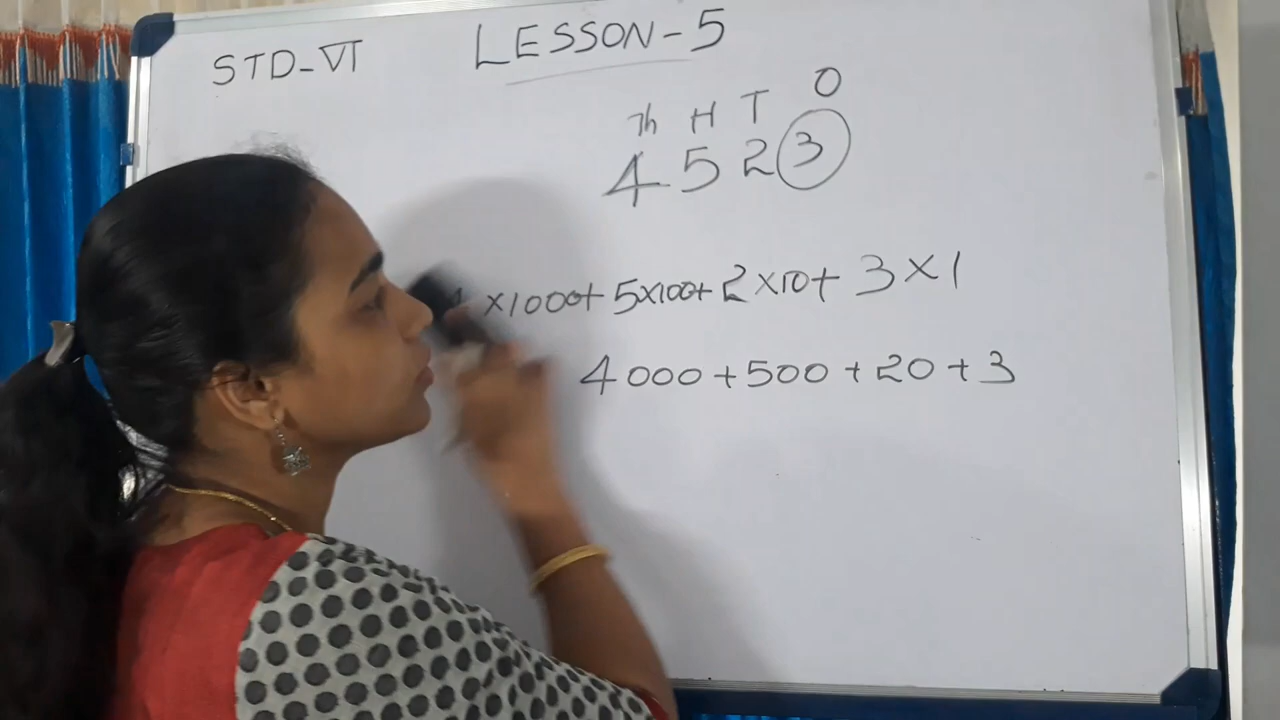 STD-VI LESSON-5
Th H T O
4 5 2 3
×1000+ 5×100+ 2×10+ 3×1
4000+500+20+3